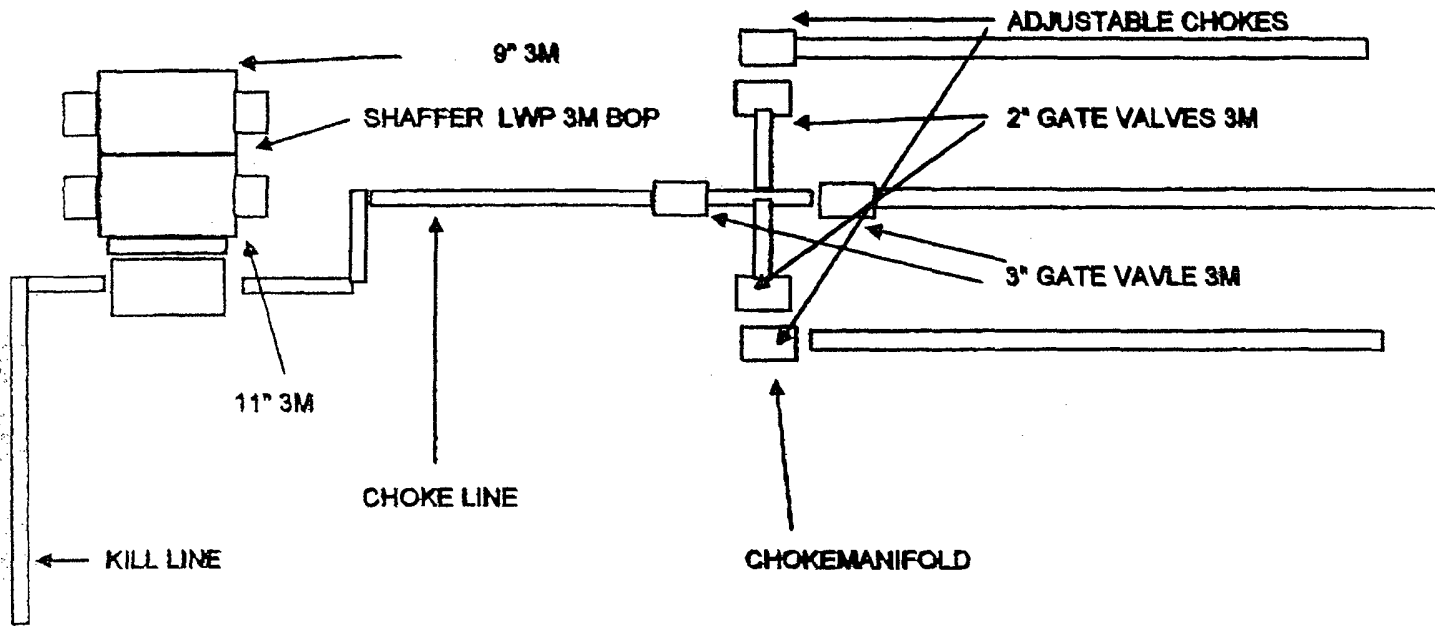 ADJUSTABLE CHOKES
9" 3M
SHAFFER LWP 3M BOP
2" GATE VALVES 3M
3" GATE VAVLE 3M
11" 3M
CHOKE LINE
KILL LINE
CHOKEMANIFOLD